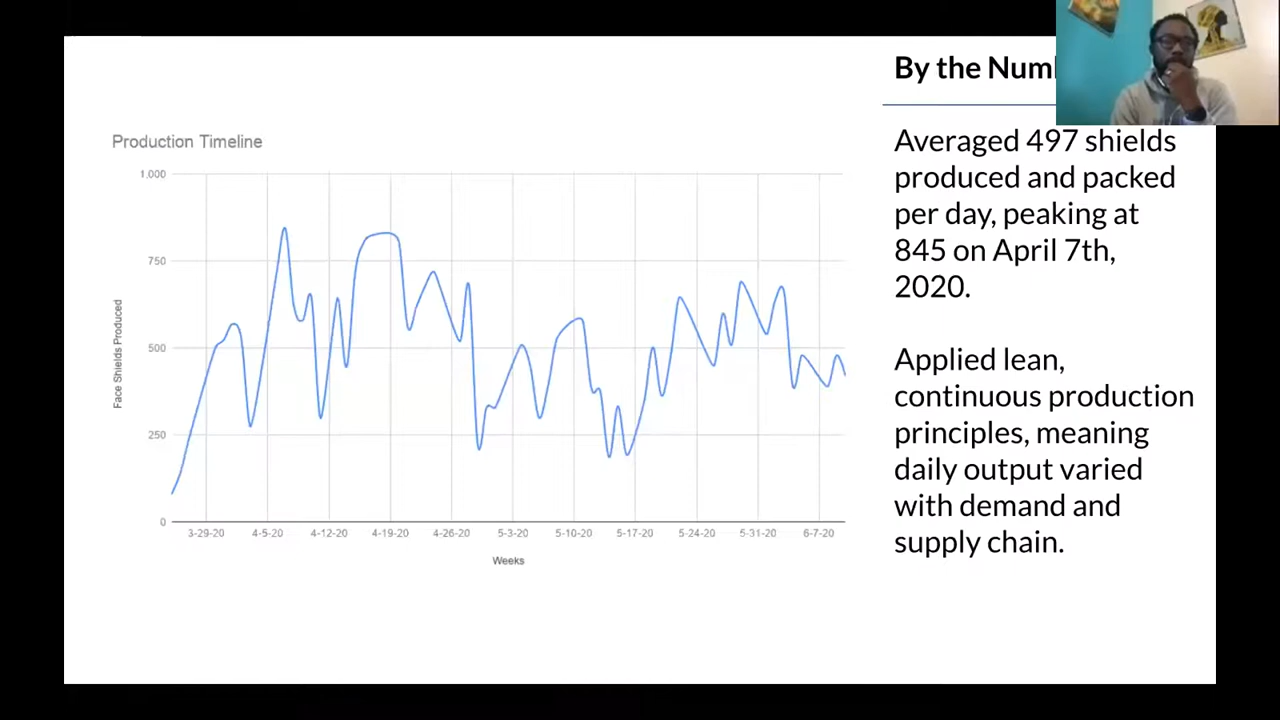 By the Num
Production Timeline
Averaged 497 shields
produced and packed
per day, peaking at
845 on April 7th,
2020.
Applied lean,
continuous production
principles, meaning
daily output varied
with demand and
supply chain.
Face Shields Produced
1,000
750
500
250
0
3-29-20 4-5-20 4-12-20 4-19-20 4-26-20 5-3-20 5-10-20 5-17-20 5-24-20 5-31-20 6-7-20
Weeks